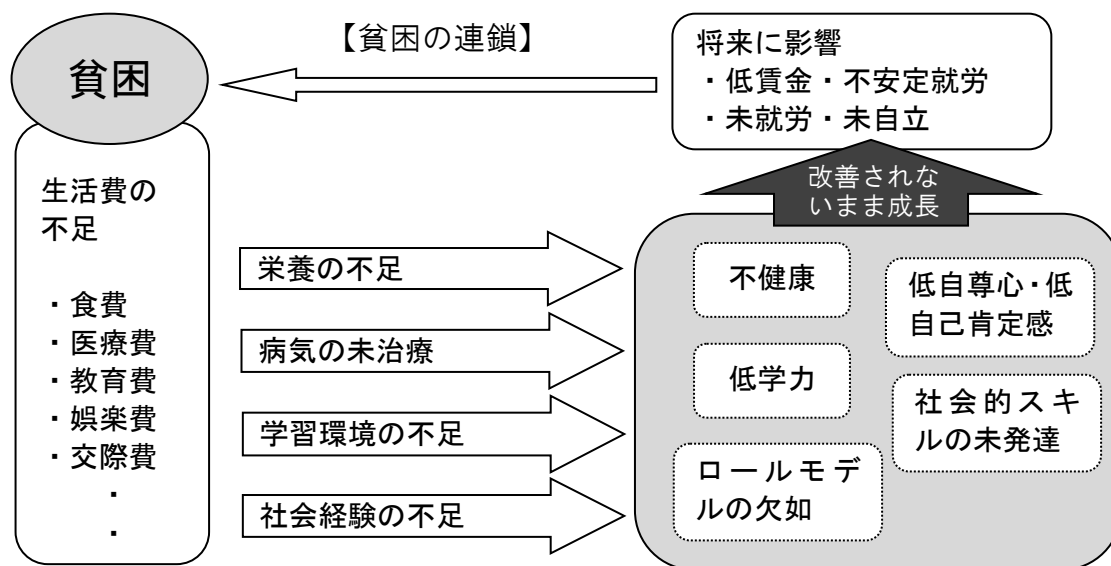 貧困
【貧困の連鎖】
将来に影響
・低賃金・不安定就労
・未就労・未自立
改善されな
いまま成長
生活費の
不足
・食費
・医療費
・教育費
・娯楽費
・交際費
・
・
栄養の不足
病気の未治療
学習環境の不足
社会経験の不足
不健康
低自尊心・低
自己肯定感
低学力
社会的スキ
ルの未発達
ロールモデ
ルの欠如